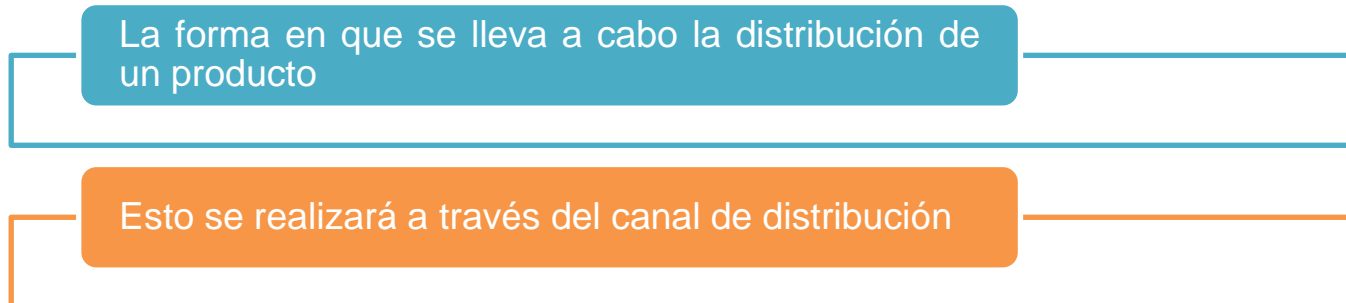 La forma en que se lleva a cabo la distribución de
un producto
Esto se realizará a través del canal de distribución